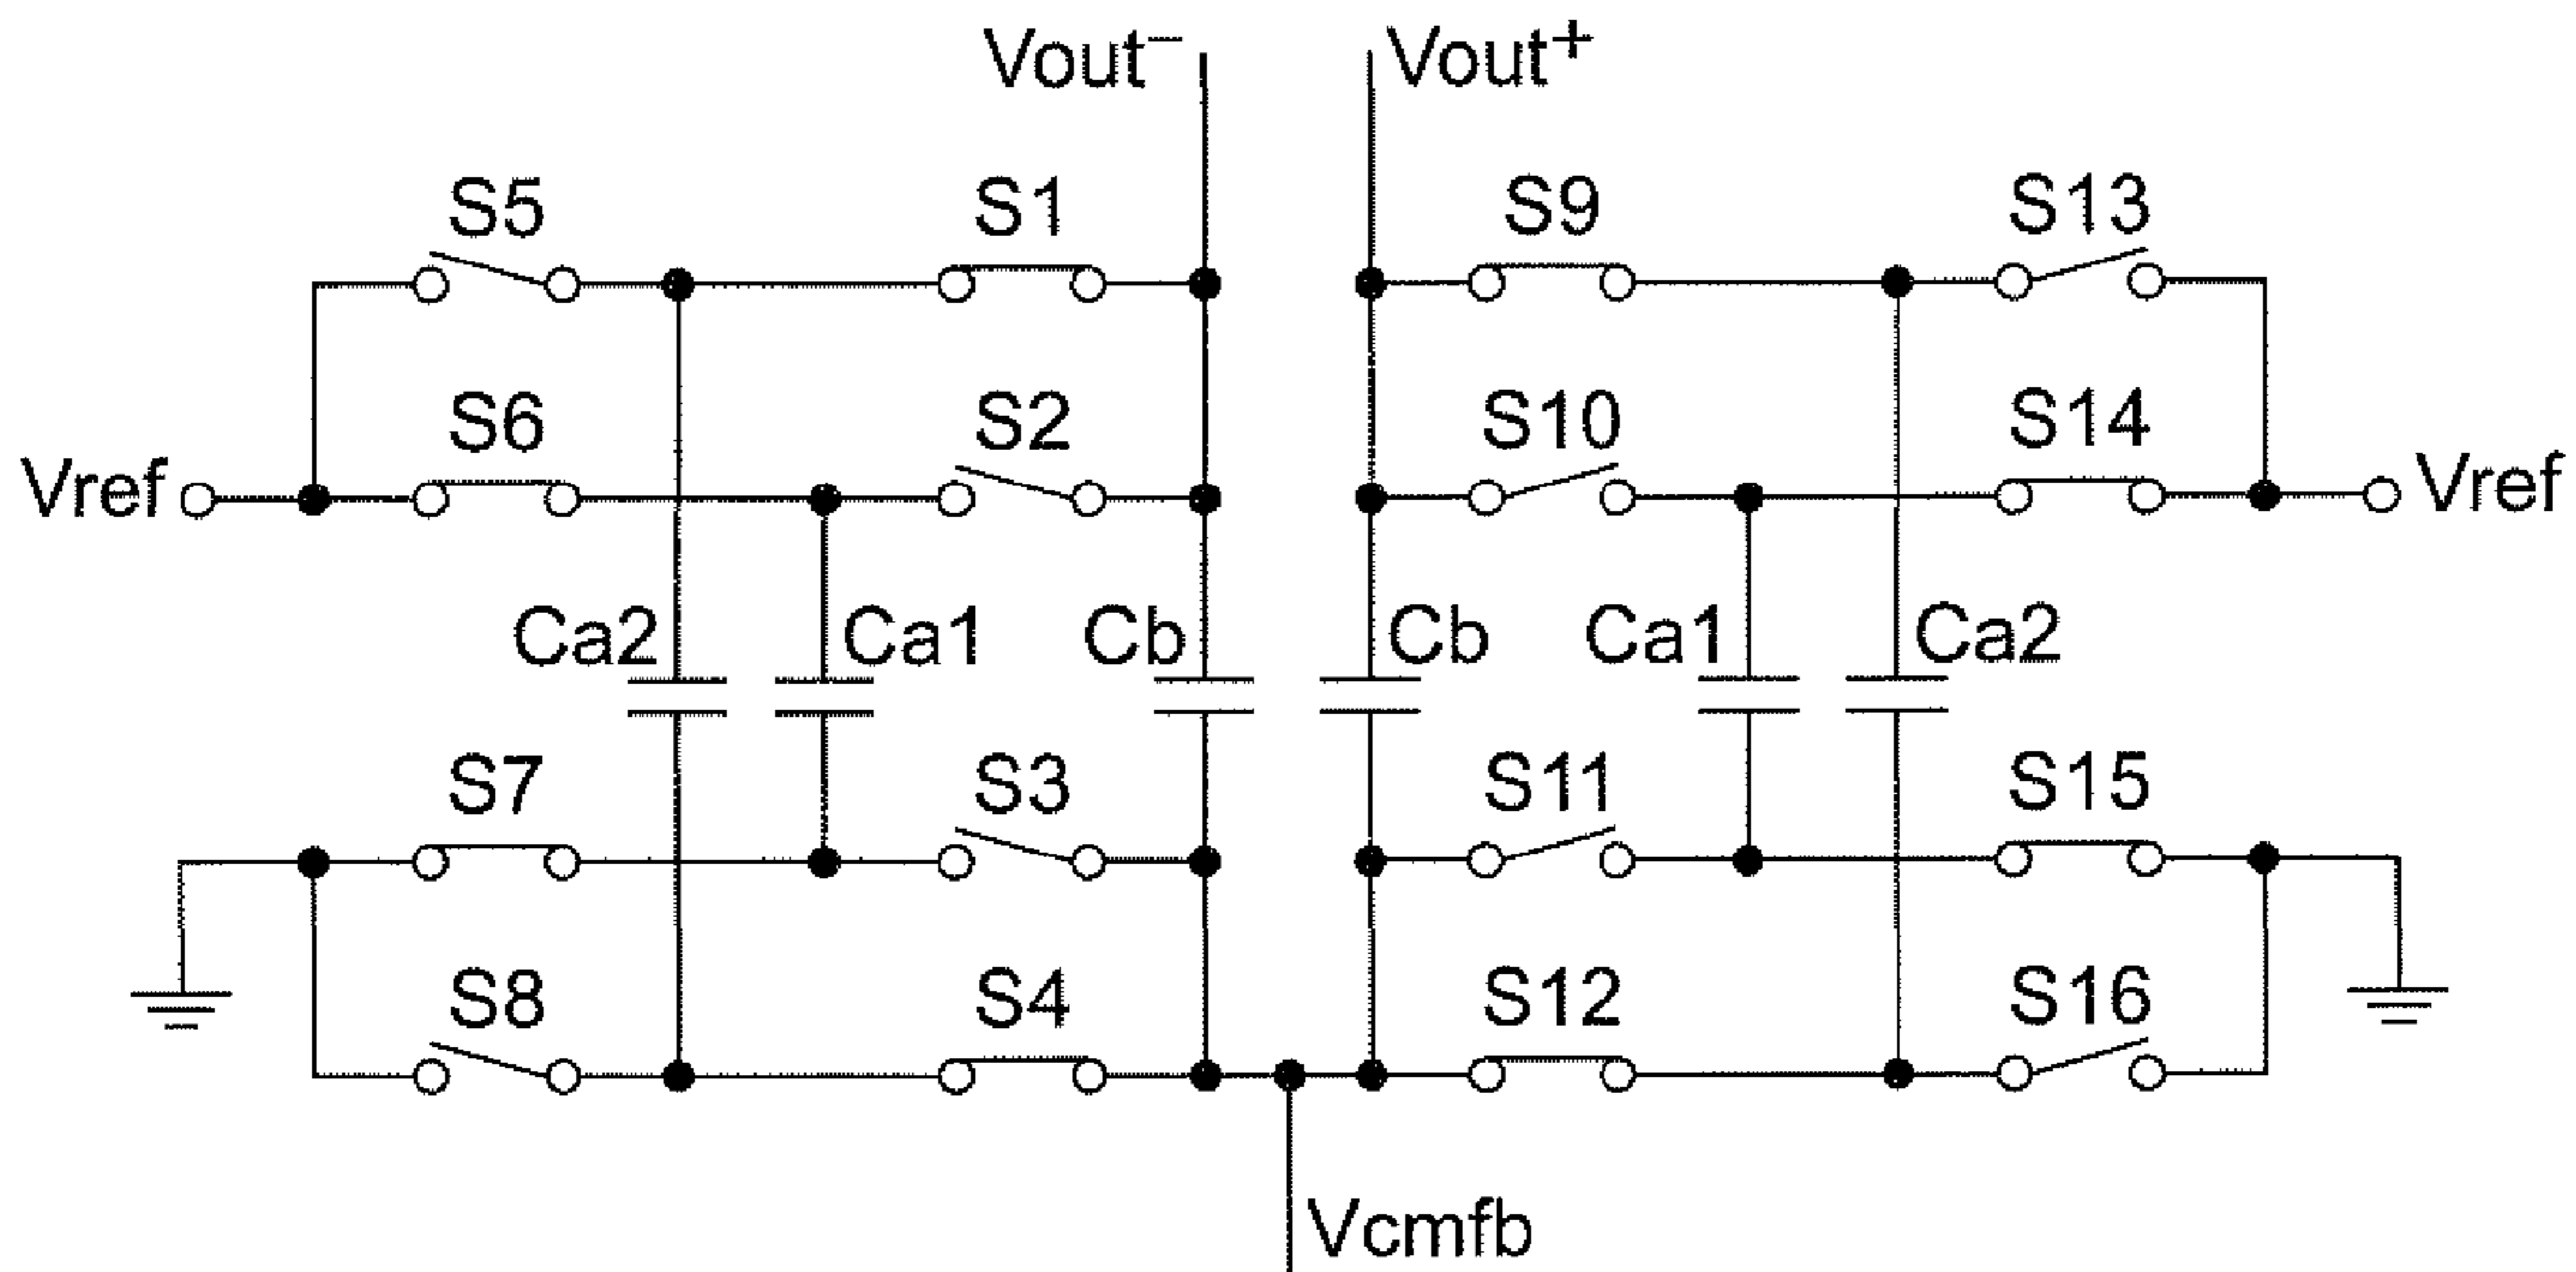 Vout⁻ Vout⁺
S5 S1 S9 S13
S6 S2 S10 S14
Vref Vref
Ca2 Ca1 Cb Cb Ca1 Ca2
S7 S3 S11 S15
S8 S4 S12 S16
Vcmfb